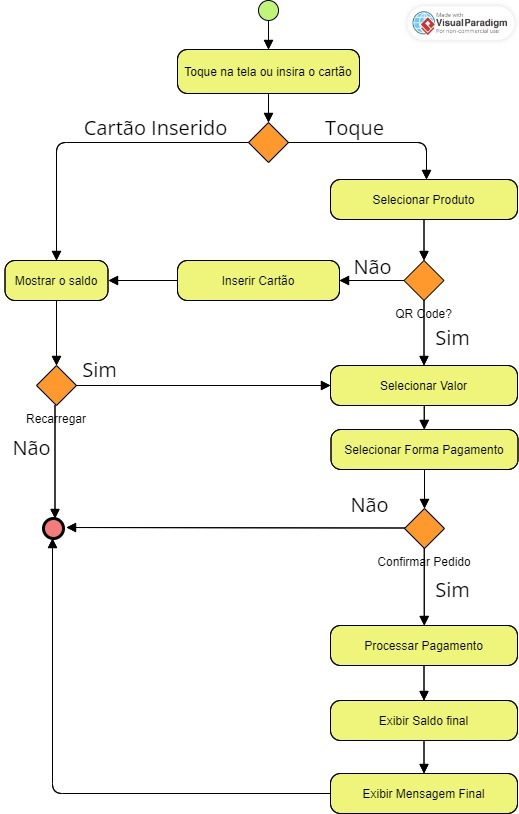 Made with
VisualParadigm
For non-commercial use
Toque na tela ou insira o cartão
Cartão Inserido
Toque
Selecionar Produto
Mostrar o saldo
Inserir Cartão
Não
QR Code?
Sim
Sim
Selecionar Valor
Recarregar
Não
Selecionar Forma Pagamento
Não
Confirmar Pedido
Sim
Processar Pagamento
Exibir Saldo final
Exibir Mensagem Final